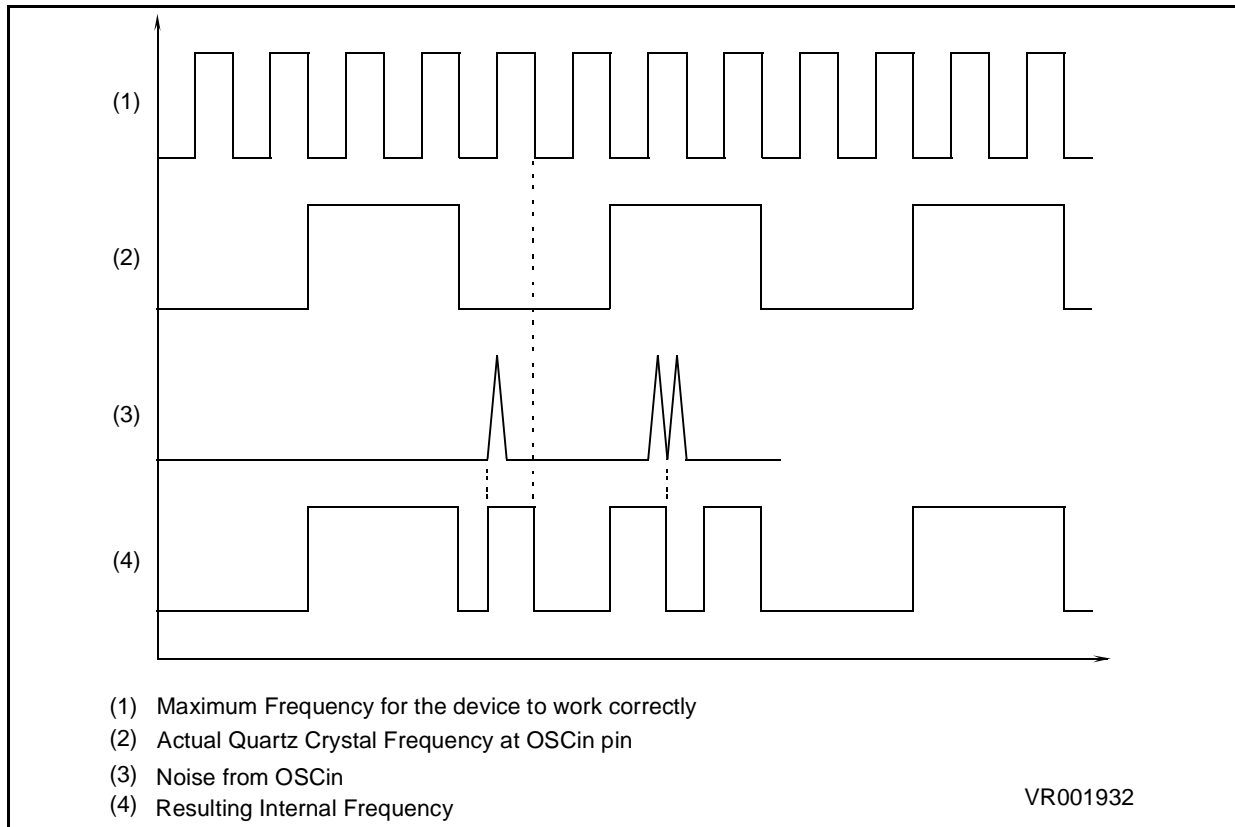 (1)
(2)
(3)
(4)
(1) Maximum Frequency for the device to work correctly
(2) Actual Quartz Crystal Frequency at OSCin pin
(3) Noise from OSCin
(4) Resulting Internal Frequency
VR001932